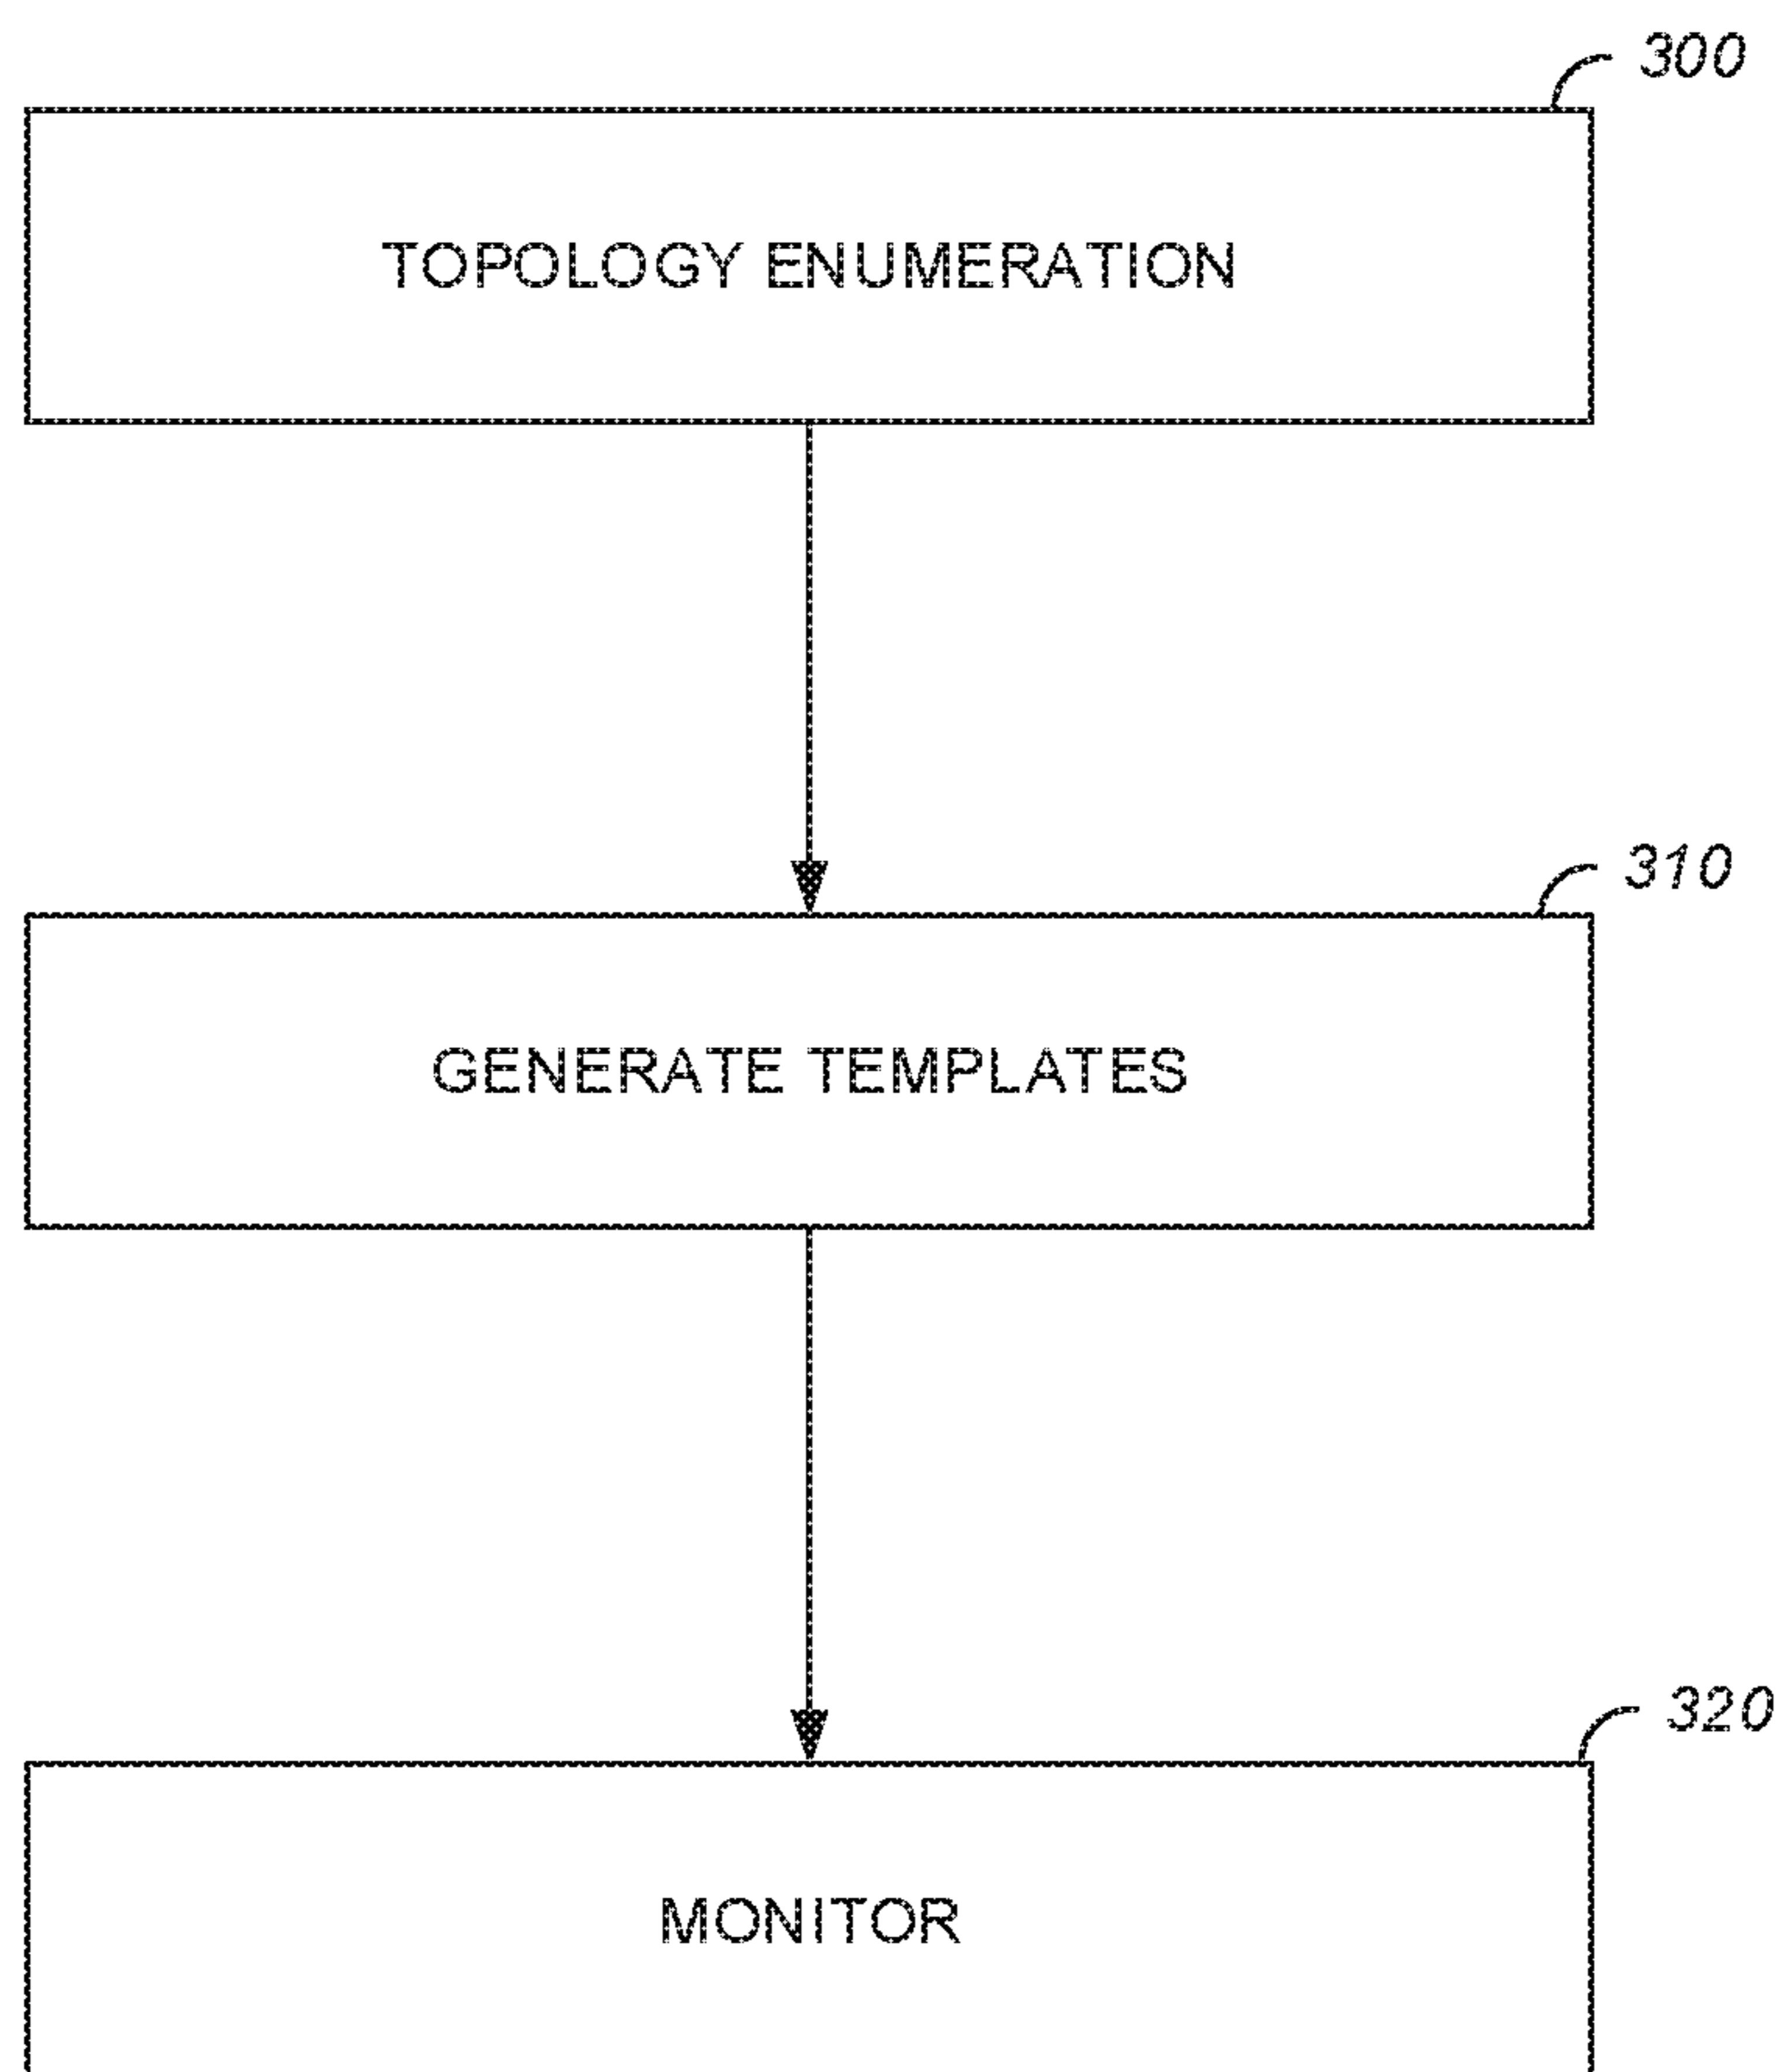 300
TOPOLOGY ENUMERATION
310
GENERATE TEMPLATES
320
MONITOR